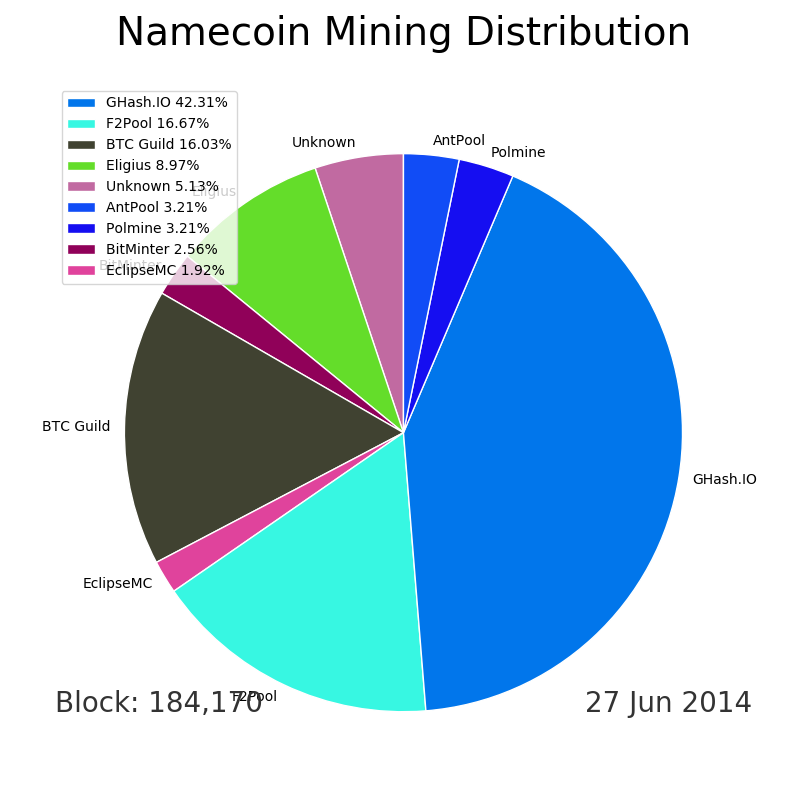 Namecoin Mining Distribution
GHash.IO 42.31%
F2Pool 16.67%
BTC Guild 16.03%
Eligius 8.97%
Unknown 5.13%
AntPool 3.21%
Polmine 3.21%
BitMinter 2.56%
EclipseMC 1.92%
Unknown
AntPool
Polmine
Eligius
BitMinter
BTC Guild
GHash.IO
EclipseMC
F2Pool
Block: 184,170
27 Jun 2014